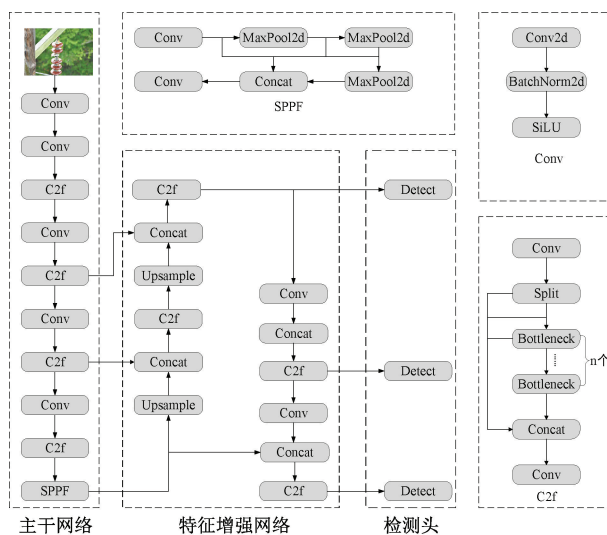 Conv
Conv
C2f
Conv
C2f
Conv
C2f
Conv
C2f
SPPF
主干网络
Conv
MaxPool2d
MaxPool2d
Conv
Concat
MaxPool2d
SPPF
C2f
Concat
Upsample
C2f
Concat
Upsample
Conv
Concat
C2f
Conv
Concat
C2f
特征增强网络
Detect
Detect
Detect
检测头
Conv2d
BatchNorm2d
SiLU
Conv
Conv
Split
Bottleneck
n个
Bottleneck
Concat
Conv
C2f